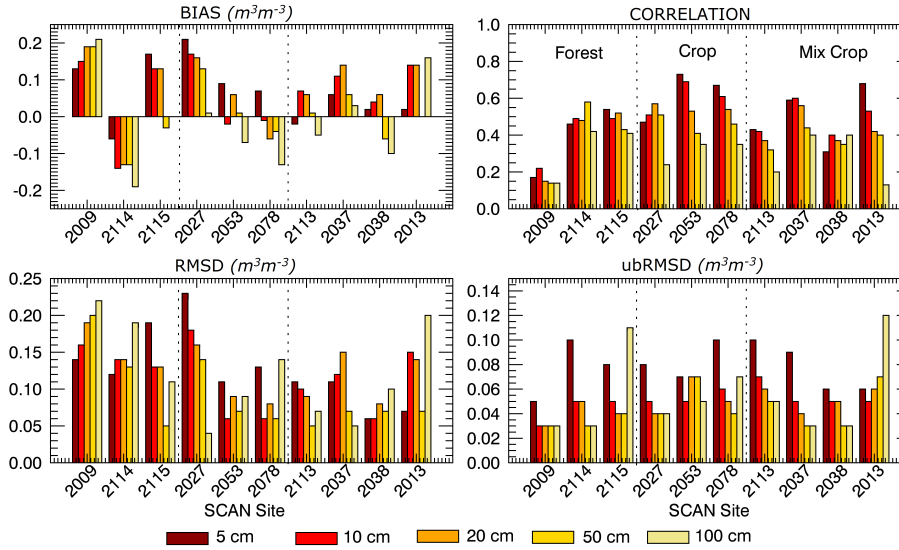 BIAS (m³m⁻³)
0.2
0.1
-0.0
-0.1
-0.2
2009 2114 2115 2027 2053 2078 2113 2037 2038 2013
CORRELATION
Forest Crop Mix Crop
1.0
0.8
0.6
0.4
0.2
0.0
2009 2114 2115 2027 2053 2078 2113 2037 2038 2013
RMSD (m³m⁻³)
0.25
0.20
0.15
0.10
0.05
0.00
2009 2114 2115 2027 2053 2078 2113 2037 2038 2013
SCAN Site
ubRMSD (m³m⁻³)
0.14
0.12
0.10
0.08
0.06
0.04
0.02
0.00
2009 2114 2115 2027 2053 2078 2113 2037 2038 2013
SCAN Site
5 cm 10 cm 20 cm 50 cm 100 cm